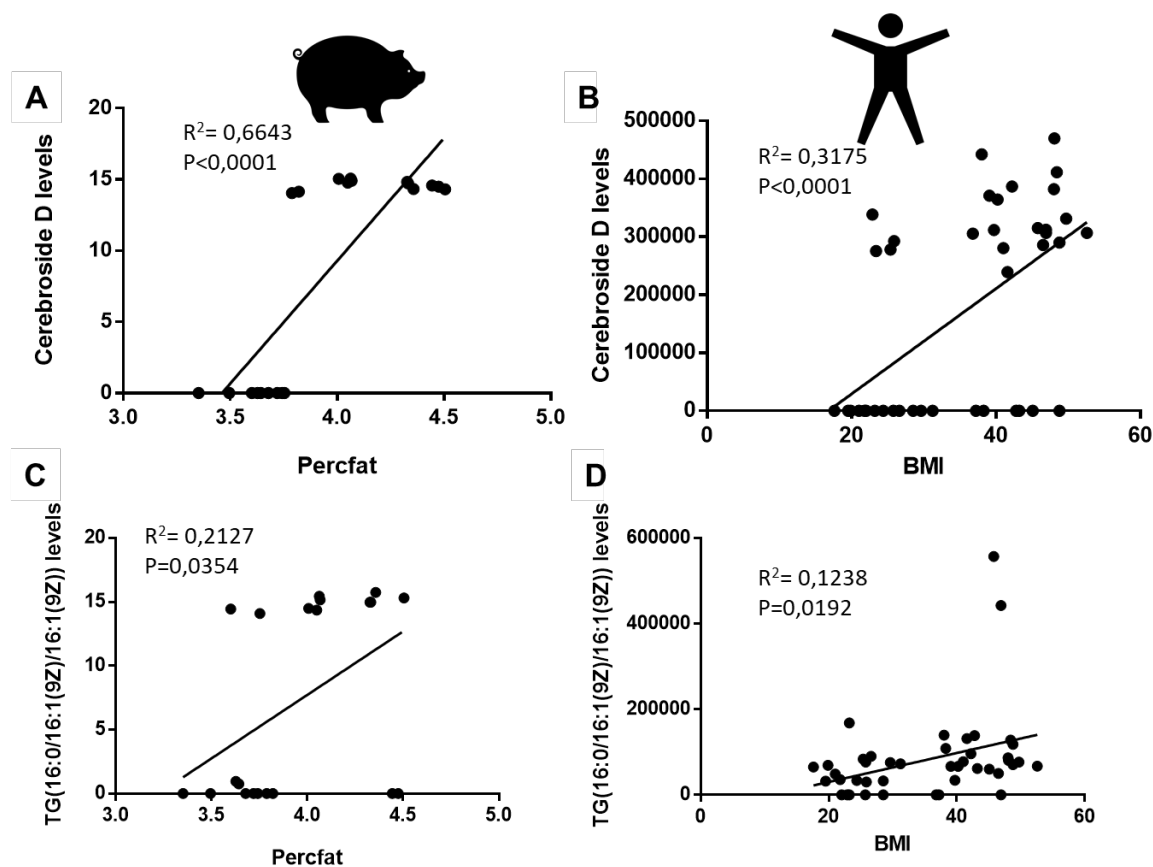 A
R²= 0,6643
P<0,0001
Cerebroside D levels
20
15
10
5
0
3.0 3.5 4.0 4.5 5.0
Percfat
B
R²= 0,3175
P<0,0001
Cerebroside D levels
500000
400000
300000
200000
100000
0
0 20 40 60
BMI
C
R²= 0,2127
P=0,0354
TG(16:0/16:1(9Z)/16:1(9Z)) levels
20
15
10
5
0
3.0 3.5 4.0 4.5 5.0
Percfat
D
R²= 0,1238
P=0,0192
TG(16:0/16:1(9Z)/16:1(9Z)) levels
600000
400000
200000
0
0 20 40 60
BMI